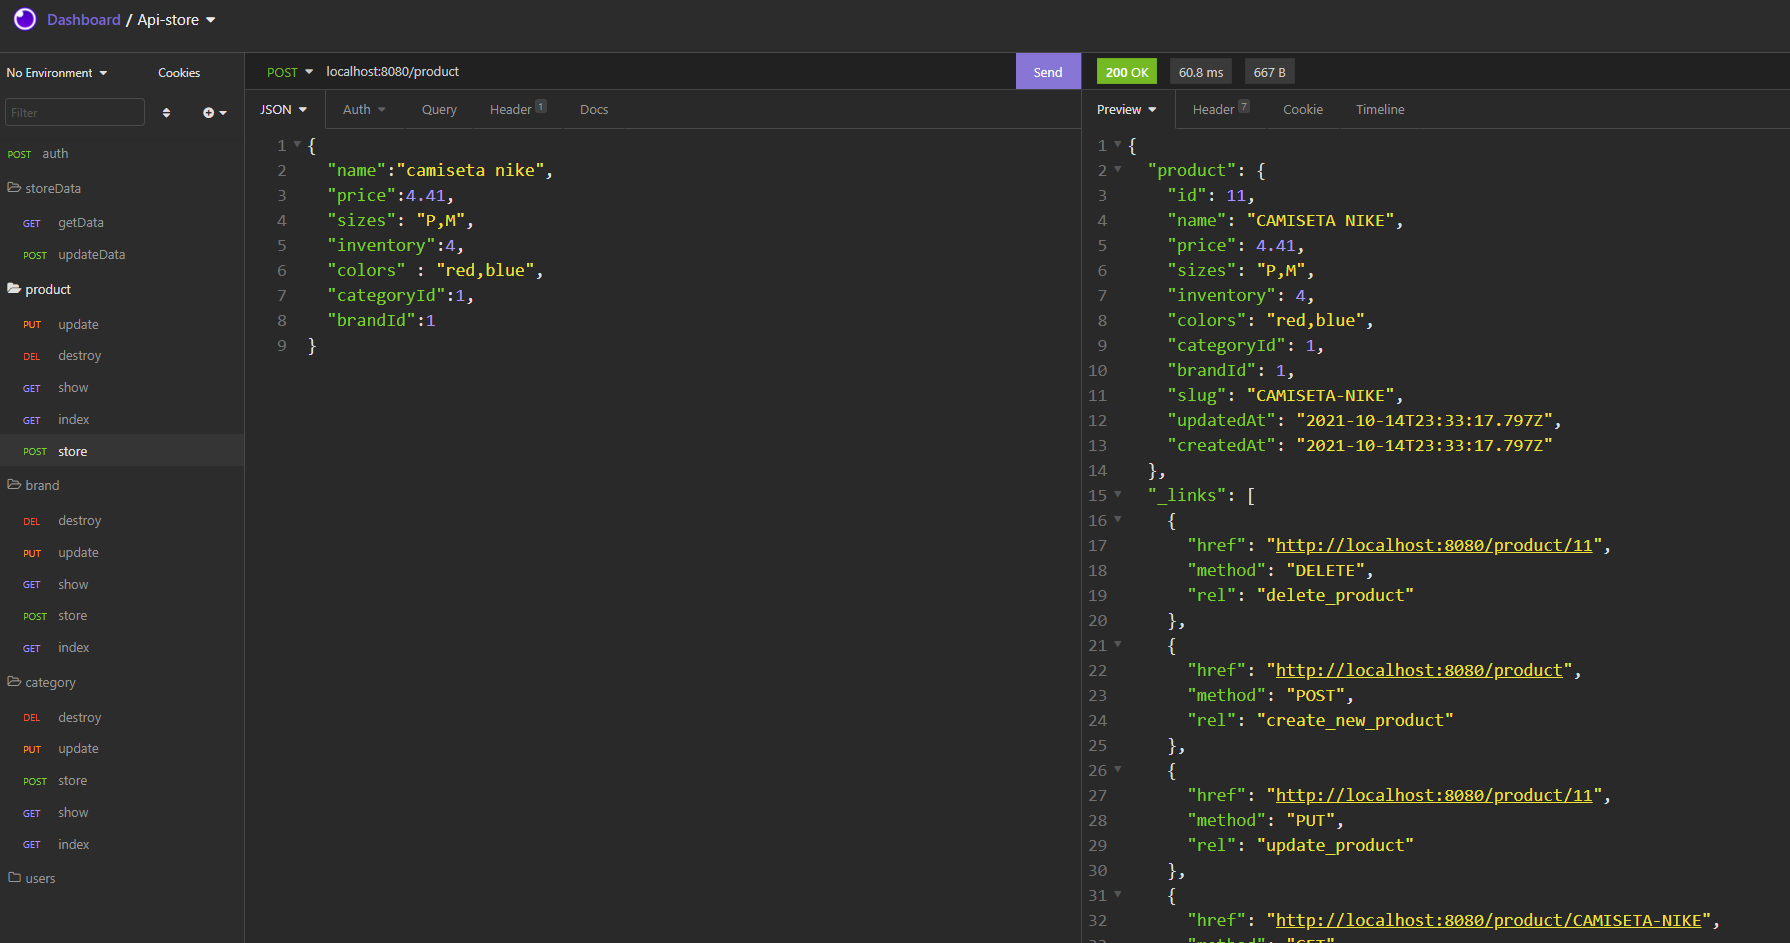 Dashboard / Api-store
No Environment
Cookies
Filter
POST auth
storeData
GET getData
POST updateData
product
PUT update
DEL destroy
GET show
GET index
POST store
brand
DEL destroy
PUT update
GET show
POST store
GET index
category
DEL destroy
PUT update
POST store
GET show
GET index
users
POST localhost:8080/product Send
JSON Auth Query Header 1 Docs
1 {
2 "name":"camiseta nike",
3 "price":4.41,
4 "sizes": "P,M",
5 "inventory":4,
6 "colors" : "red,blue",
7 "categoryId":1,
8 "brandId":1
9 }
200 OK 60.8 ms 667 B
Preview Header 7 Cookie Timeline
1 {
2 "product": {
3 "id": 11,
4 "name": "CAMISETA NIKE",
5 "price": 4.41,
6 "sizes": "P,M",
7 "inventory": 4,
8 "colors": "red,blue",
9 "categoryId": 1,
10 "brandId": 1,
11 "slug": "CAMISETA-NIKE",
12 "updatedAt": "2021-10-14T23:33:17.797Z",
13 "createdAt": "2021-10-14T23:33:17.797Z"
14 },
15 "_links": [
16 {
17 "href": "http://localhost:8080/product/11",
18 "method": "DELETE",
19 "rel": "delete_product"
20 },
21 {
22 "href": "http://localhost:8080/product",
23 "method": "POST",
24 "rel": "create_new_product"
25 },
26 {
27 "href": "http://localhost:8080/product/11",
28 "method": "PUT",
29 "rel": "update_product"
30 },
31 {
32 "href": "http://localhost:8080/product/CAMISETA-NIKE",
33 "method": "GET"